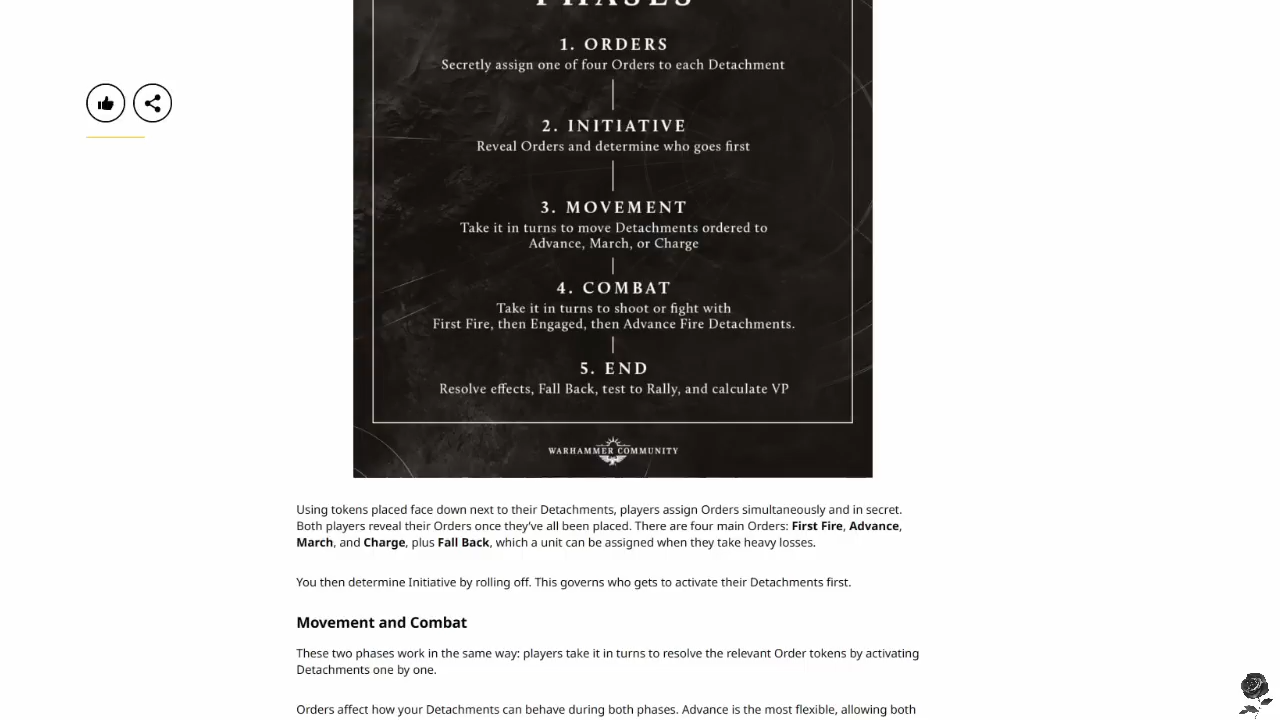 PHASES
1. ORDERS
Secretly assign one of four Orders to each Detachment
2. INITIATIVE
Reveal Orders and determine who goes first
3. MOVEMENT
Take it in turns to move Detachments ordered to
Advance, March, or Charge
4. COMBAT
Take it in turns to shoot or fight with
First Fire, then Engaged, then Advance Fire Detachments.
5. END
Resolve effects, Fall Back, test to Rally, and calculate VP
WARHAMMER COMMUNITY
Using tokens placed face down next to their Detachments, players assign Orders simultaneously and in secret.
Both players reveal their Orders once they’ve all been placed. There are four main Orders: First Fire, Advance,
March, and Charge, plus Fall Back, which a unit can be assigned when they take heavy losses.
You then determine Initiative by rolling off. This governs who gets to activate their Detachments first.
Movement and Combat
These two phases work in the same way: players take it in turns to resolve the relevant Order tokens by activating
Detachments one by one.
Orders affect how your Detachments can behave during both phases. Advance is the most flexible, allowing both